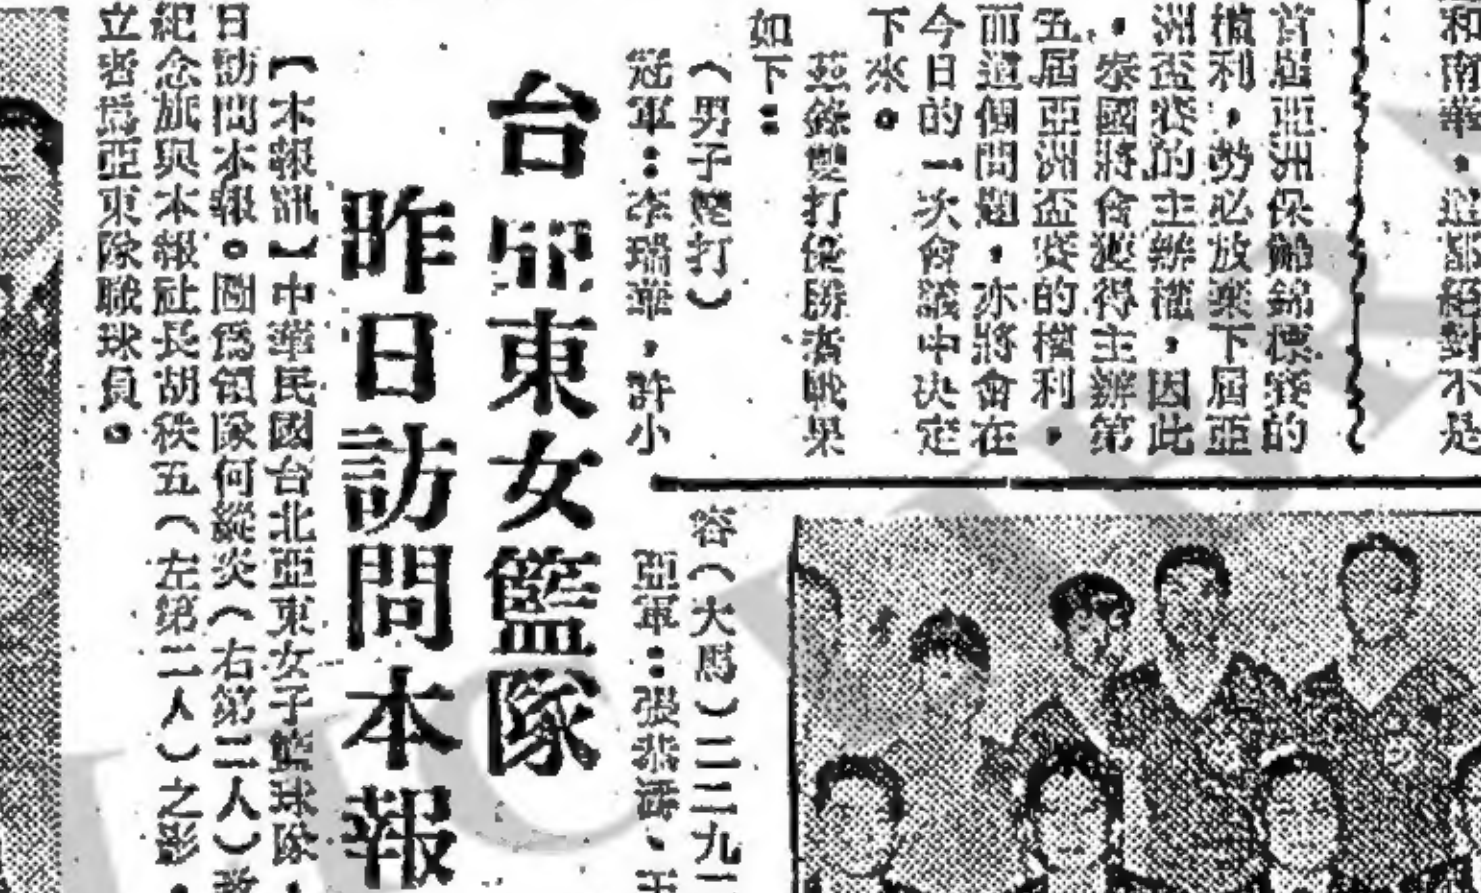 和南華,這都絕對不是
首屆亞洲保齡錦標賽的
權利,勢必放棄下屆亞
洲盃賽的主辦權,因此
,泰國將會獲得主辦第
五屆亞洲盃賽的權利,
而這個問題,亦將會在
今日的一次會議中決定
下來。
茲錄雙打優勝者戰果
如下:
(男子雙打)
冠軍:李瑞華,許小
容(大馬)二二九
亞軍:張
台亞東女籃隊
昨日訪問本報
【本報訊】中華民國台北亞東女子籃球隊,
日訪問本報。圖爲領隊何縱炎(右第二人)
紀念旅與本報社長胡秩五(左第二人)之影,
立者爲亞東隊職球員。